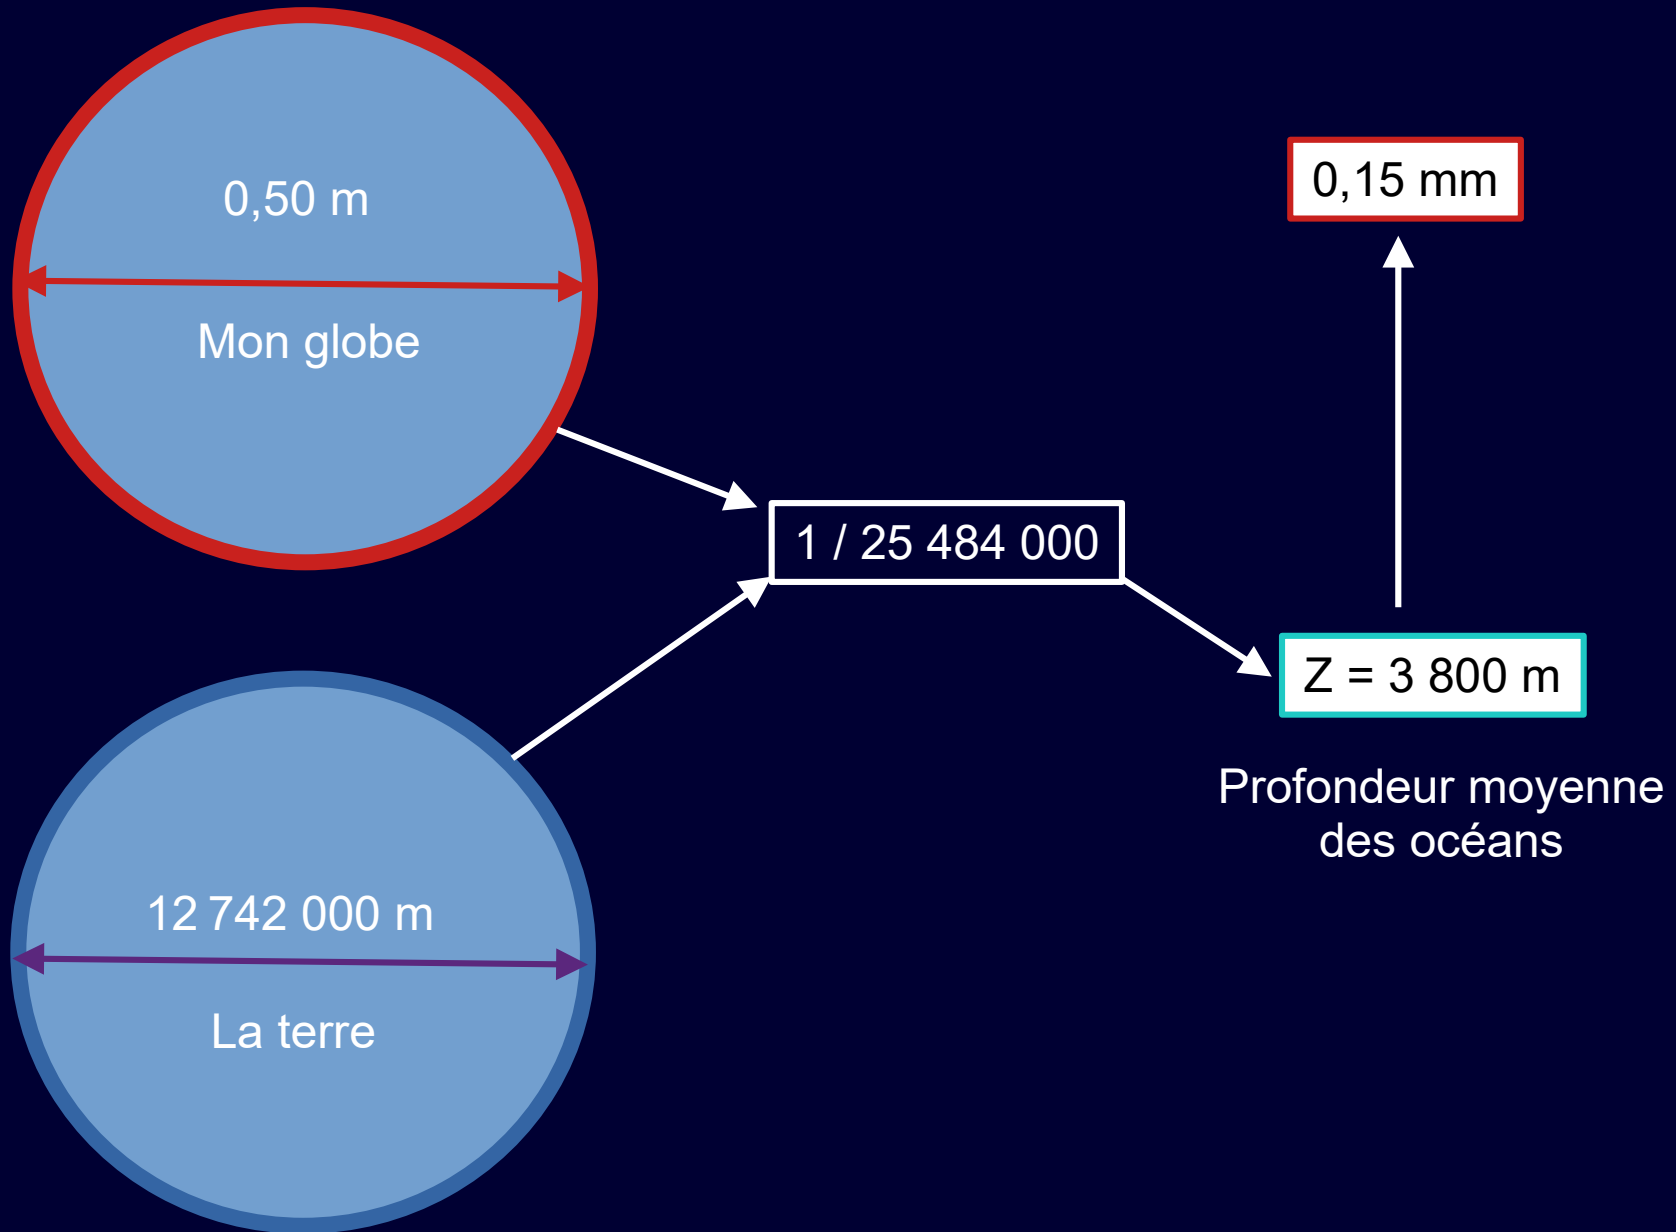 0,50 m
Mon globe
0,15 mm
1 / 25 484 000
Z = 3 800 m
Profondeur moyenne
des océans
12 742 000 m
La terre